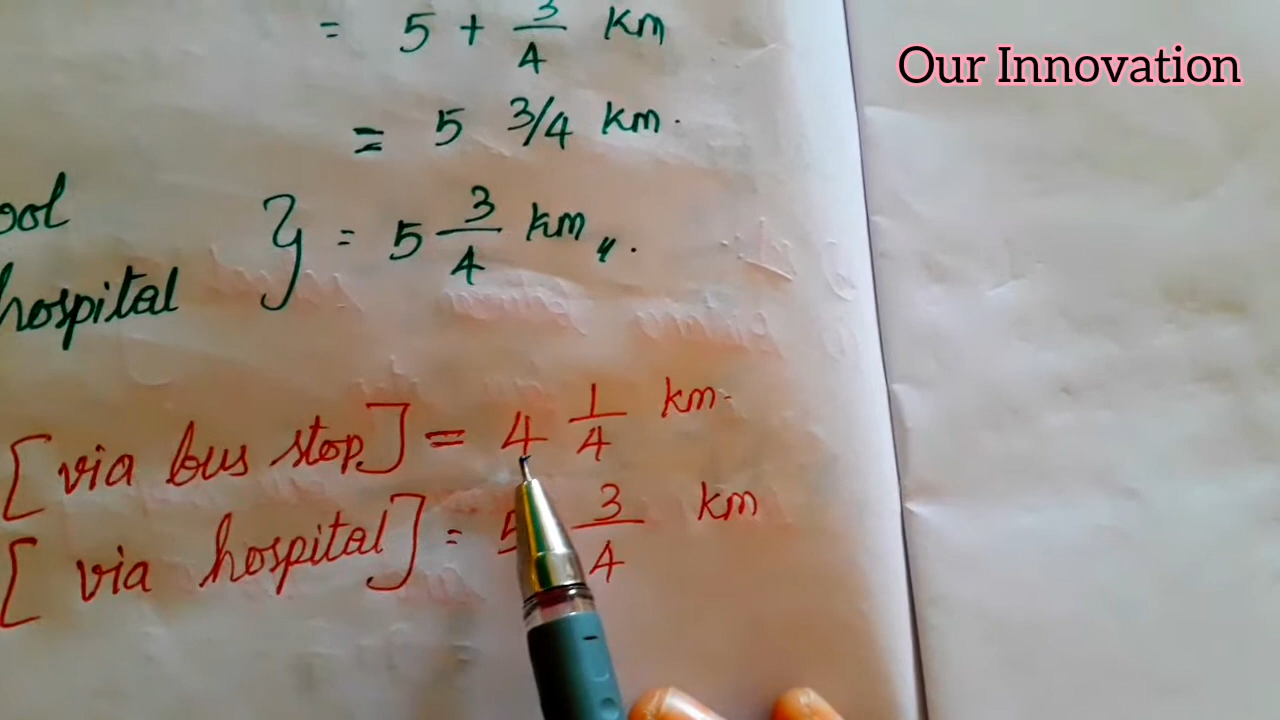 = 5 + 3/4 km
Our Innovation
= 5 3/4 km.
ool
hospital } = 5 3/4 km,,.
[via bus stop] = 4 1/4 km.
[via hospital] = 5 3/4 km